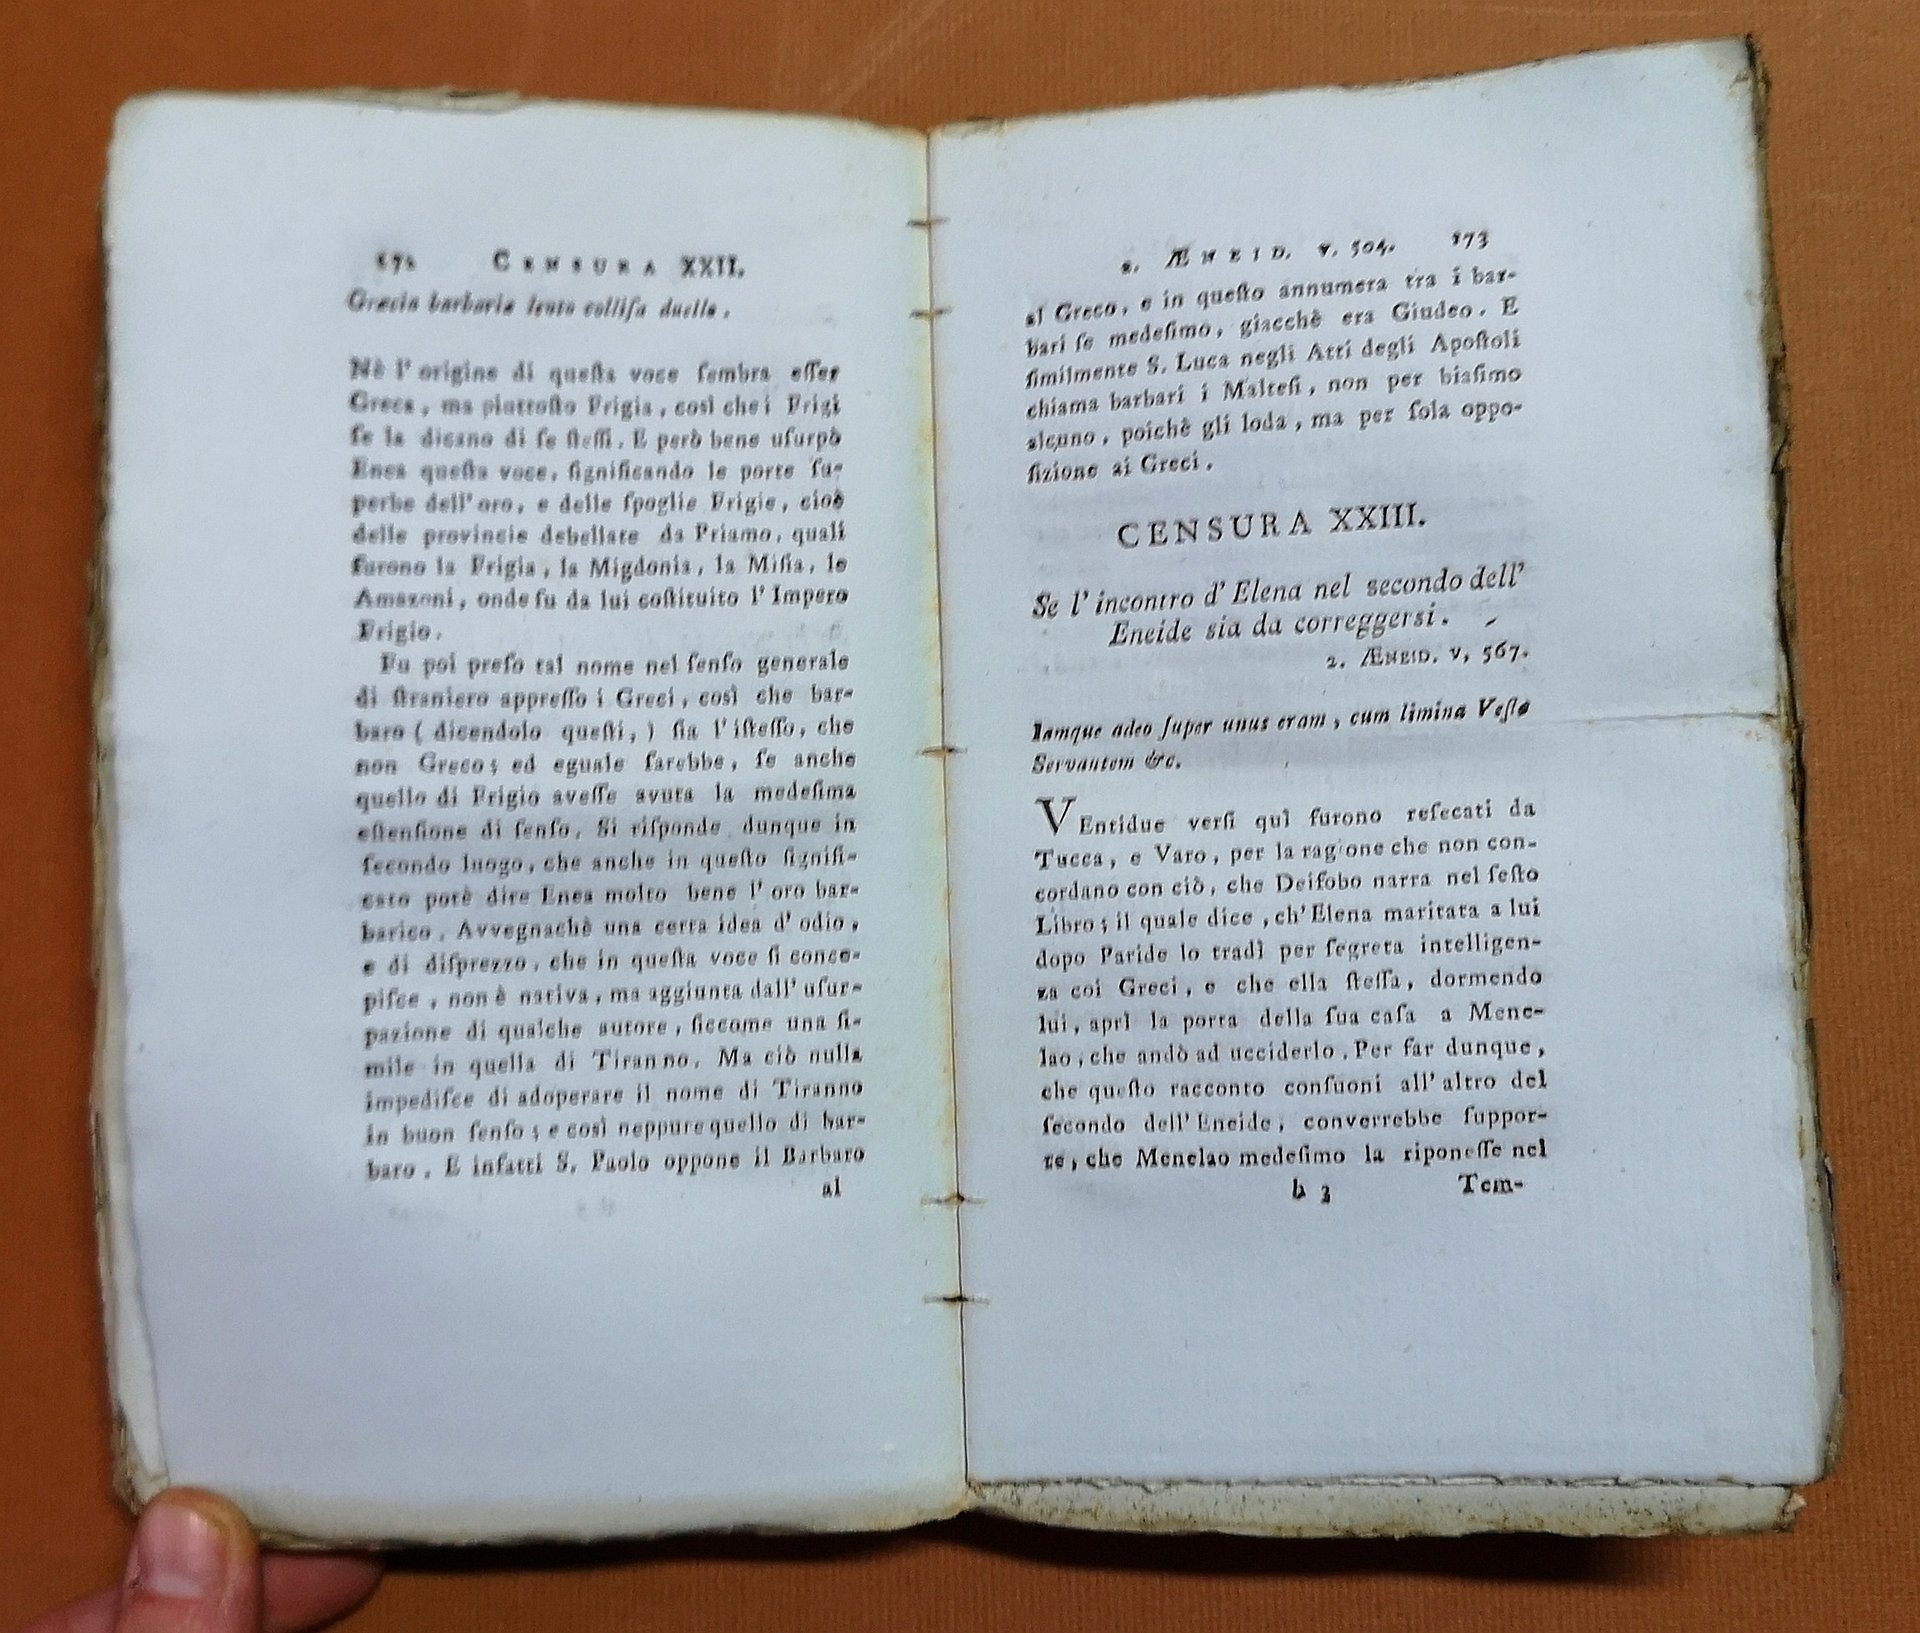 172 CENSURA XXII.
Græcia barbariæ lento colliſa duello.
Nè l'origine di queſta voce ſembra eſſer
Greca, ma piuttoſto Frigia, così che i Frigi
ſe la dicano di ſe ſteſſi. E però bene uſurpò
Enea queſta voce, ſignificando le porte ſu-
perbe dell'oro, e delle ſpoglie Frigie, cioè
delle provincie debellate da Priamo, quali
furono la Frigia, la Migdonia, la Miſia, le
Amazoni, onde fu da lui coſtituito l'Impero
Frigio.
Fu poi preſo tal nome nel ſenſo generale
di ſtraniero appreſſo i Greci, così che bar-
baro (dicendolo queſti,) ſia l'iſteſſo, che
non Greco; ed eguale ſarebbe, ſe anche
quello di Frigio aveſſe avuta la medeſima
eſtenſione di ſenſo. Si riſponde dunque in
ſecondo luogo, che anche in queſto ſignifi-
cato potè dire Enea molto bene l'oro bar-
barico. Avvegnachè una certa idea d'odio,
e di diſprezzo, che in queſta voce ſi conce-
piſce, non è nativa, ma aggiunta dall'uſur-
pazione di qualche autore, ſiccome una ſi-
mile in quella di Tiranno. Ma ciò nulla
impediſce di adoperare il nome di Tiranno
in buon ſenſo; e così neppure quello di bar-
baro. E infatti S. Paolo oppone il Barbaro
al
2. ÆNEID. v. 504. 173
al Greco, e in queſto annumera tra i bar-
bari ſe medeſimo, giacchè era Giudeo. E
ſimilmente S. Luca negli Atti degli Apoſtoli
chiama barbari i Malteſi, non per biaſimo
alcuno, poichè gli loda, ma per ſola oppo-
ſizione ai Greci.
CENSURA XXIII.
Se l'incontro d'Elena nel secondo dell'
Eneide sia da correggersi.
2. ÆNEID. v, 567.
Iamque adeo ſuper unus eram, cum limina Veſtæ
Servantem &c.
VEntidue verſi quì furono reſecati da
Tucca, e Varo, per la ragione che non con-
cordano con ciò, che Deifobo narra nel ſeſto
Libro; il quale dice, ch'Elena maritata a lui
dopo Paride lo tradì per ſegreta intelligen-
za coi Greci, e che ella ſteſſa, dormendo
lui, aprì la porta della ſua caſa a Mene-
lao, che andò ad ucciderlo. Per far dunque,
che queſto racconto conſuoni all'altro del
ſecondo dell'Eneide, converrebbe ſuppor-
re, che Menelao medeſimo la riponeſſe nel
h 3 Tem-